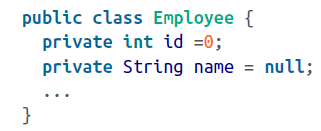 public class Employee {
  private int id =0;
  private String name = null;
  ...
}